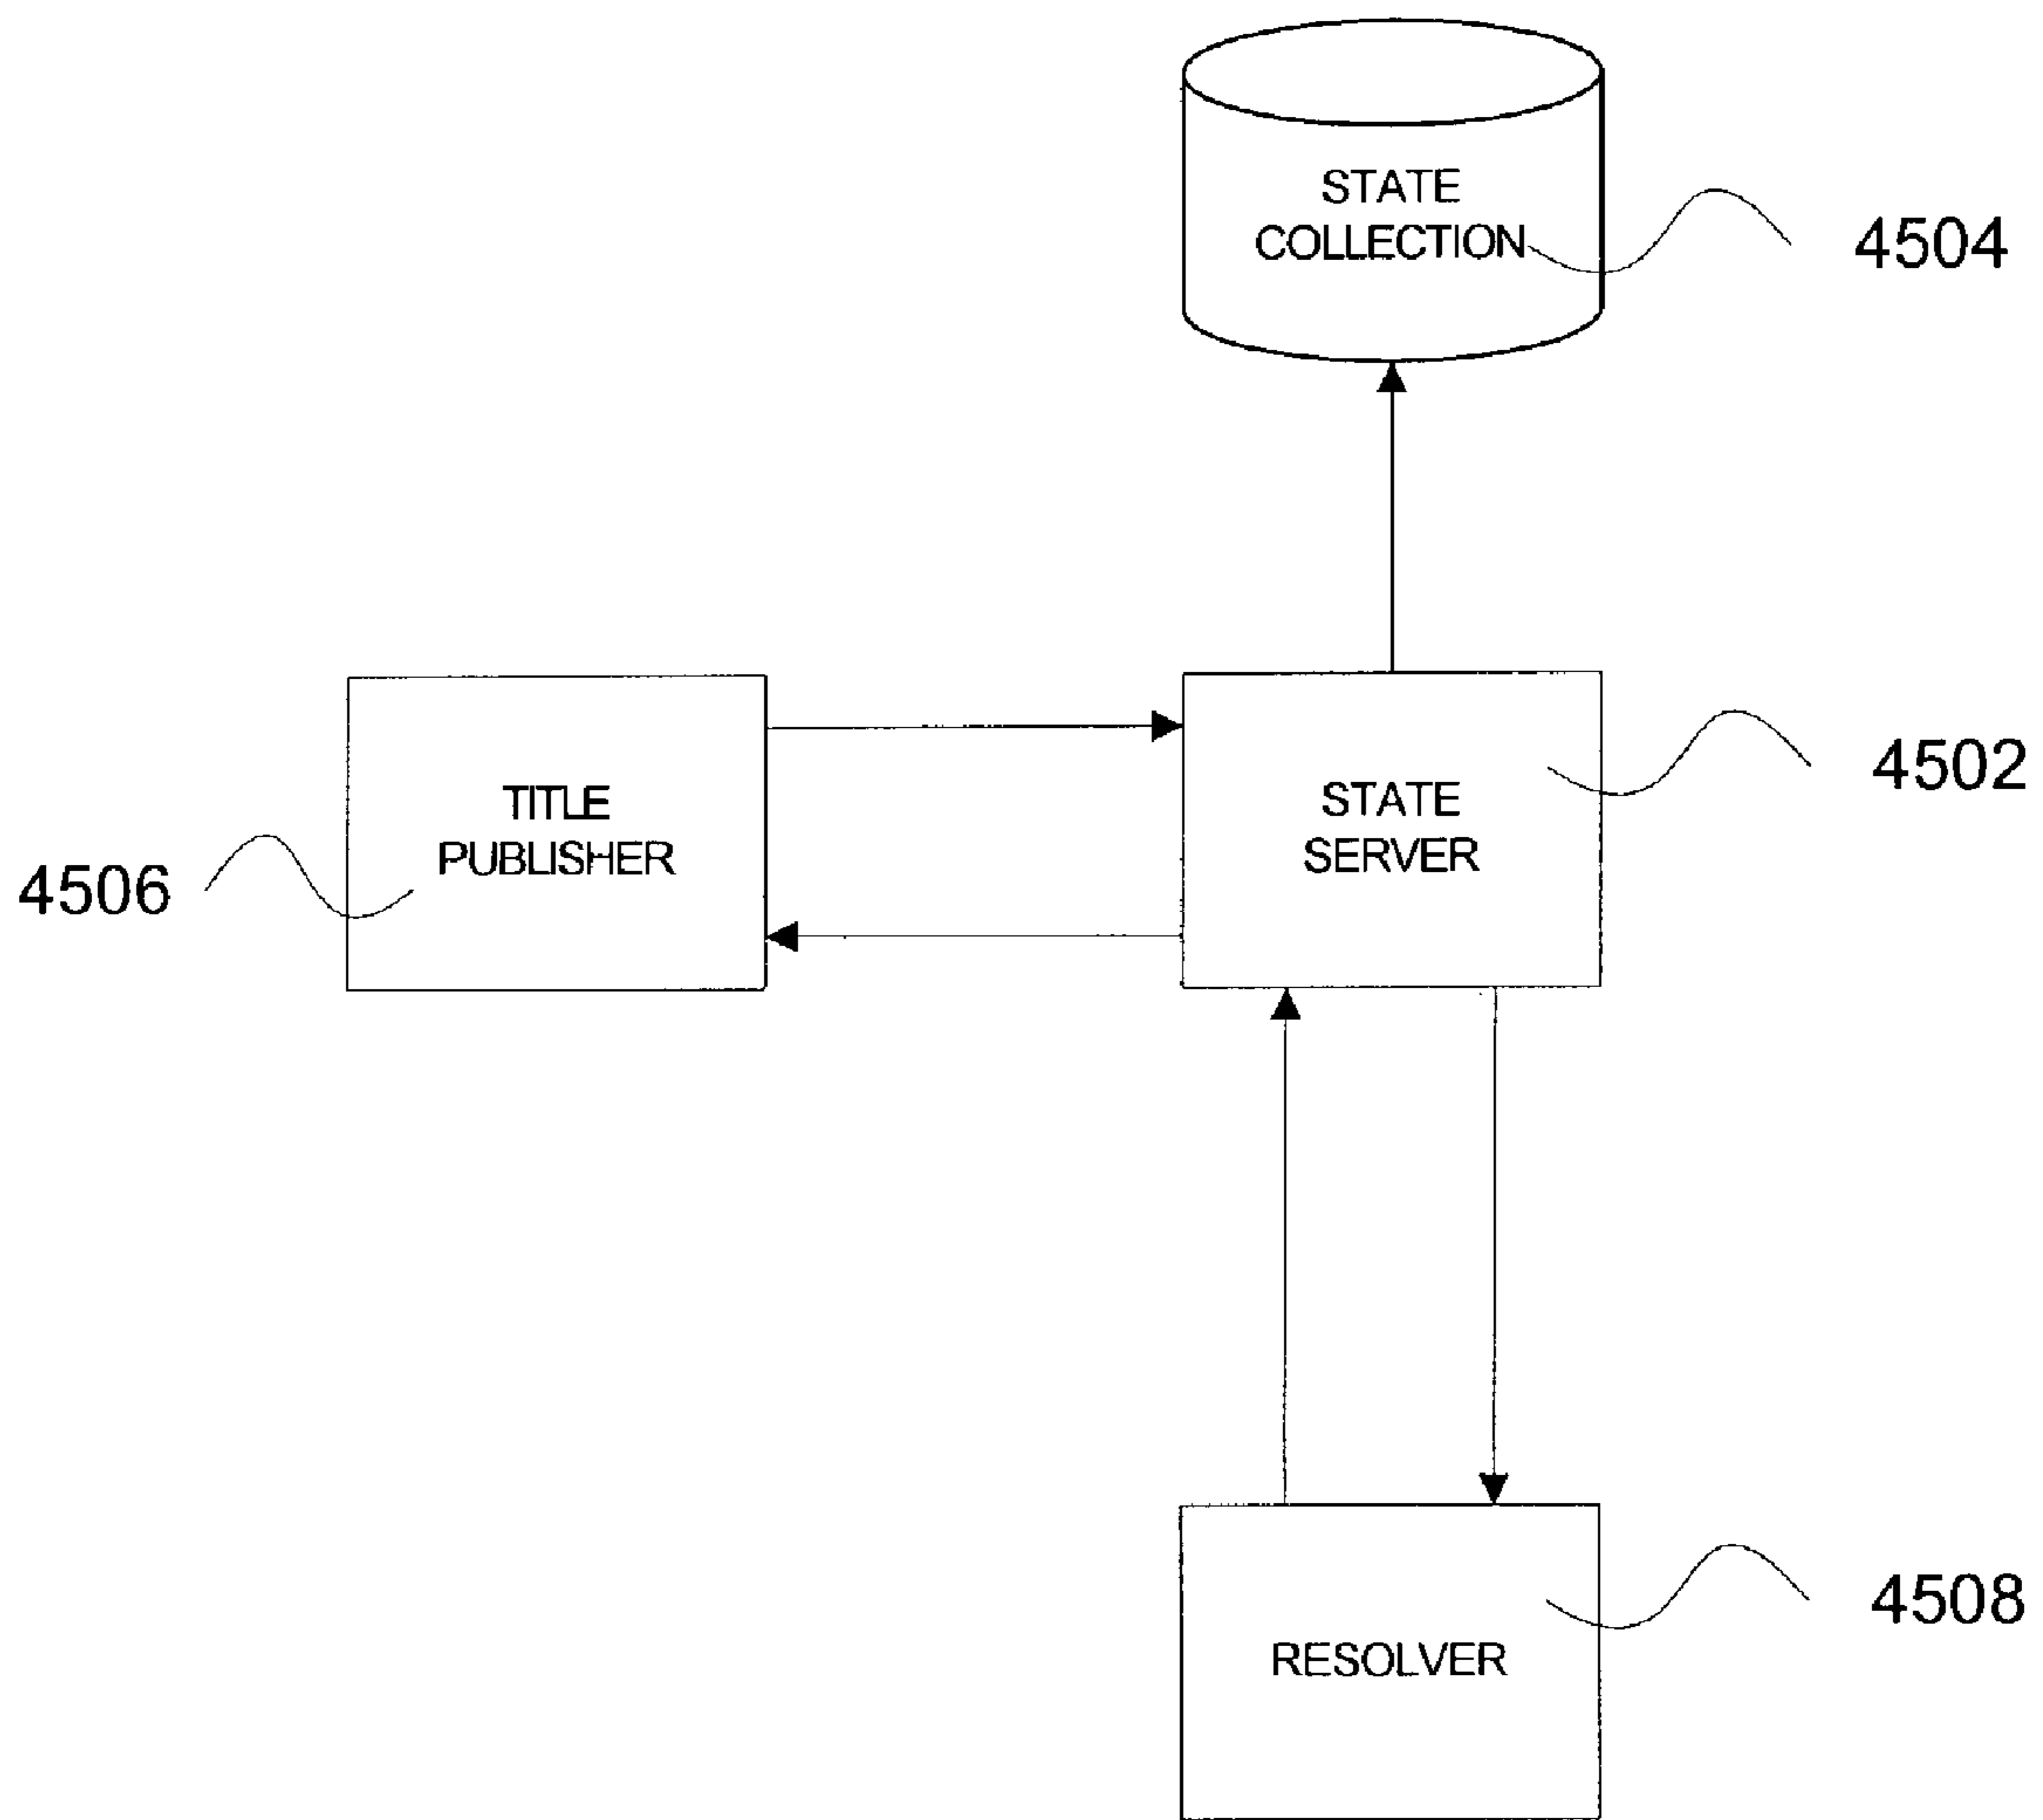 STATE
COLLECTION
4504
TITLE
PUBLISHER
4506
STATE
SERVER
4502
RESOLVER
4508